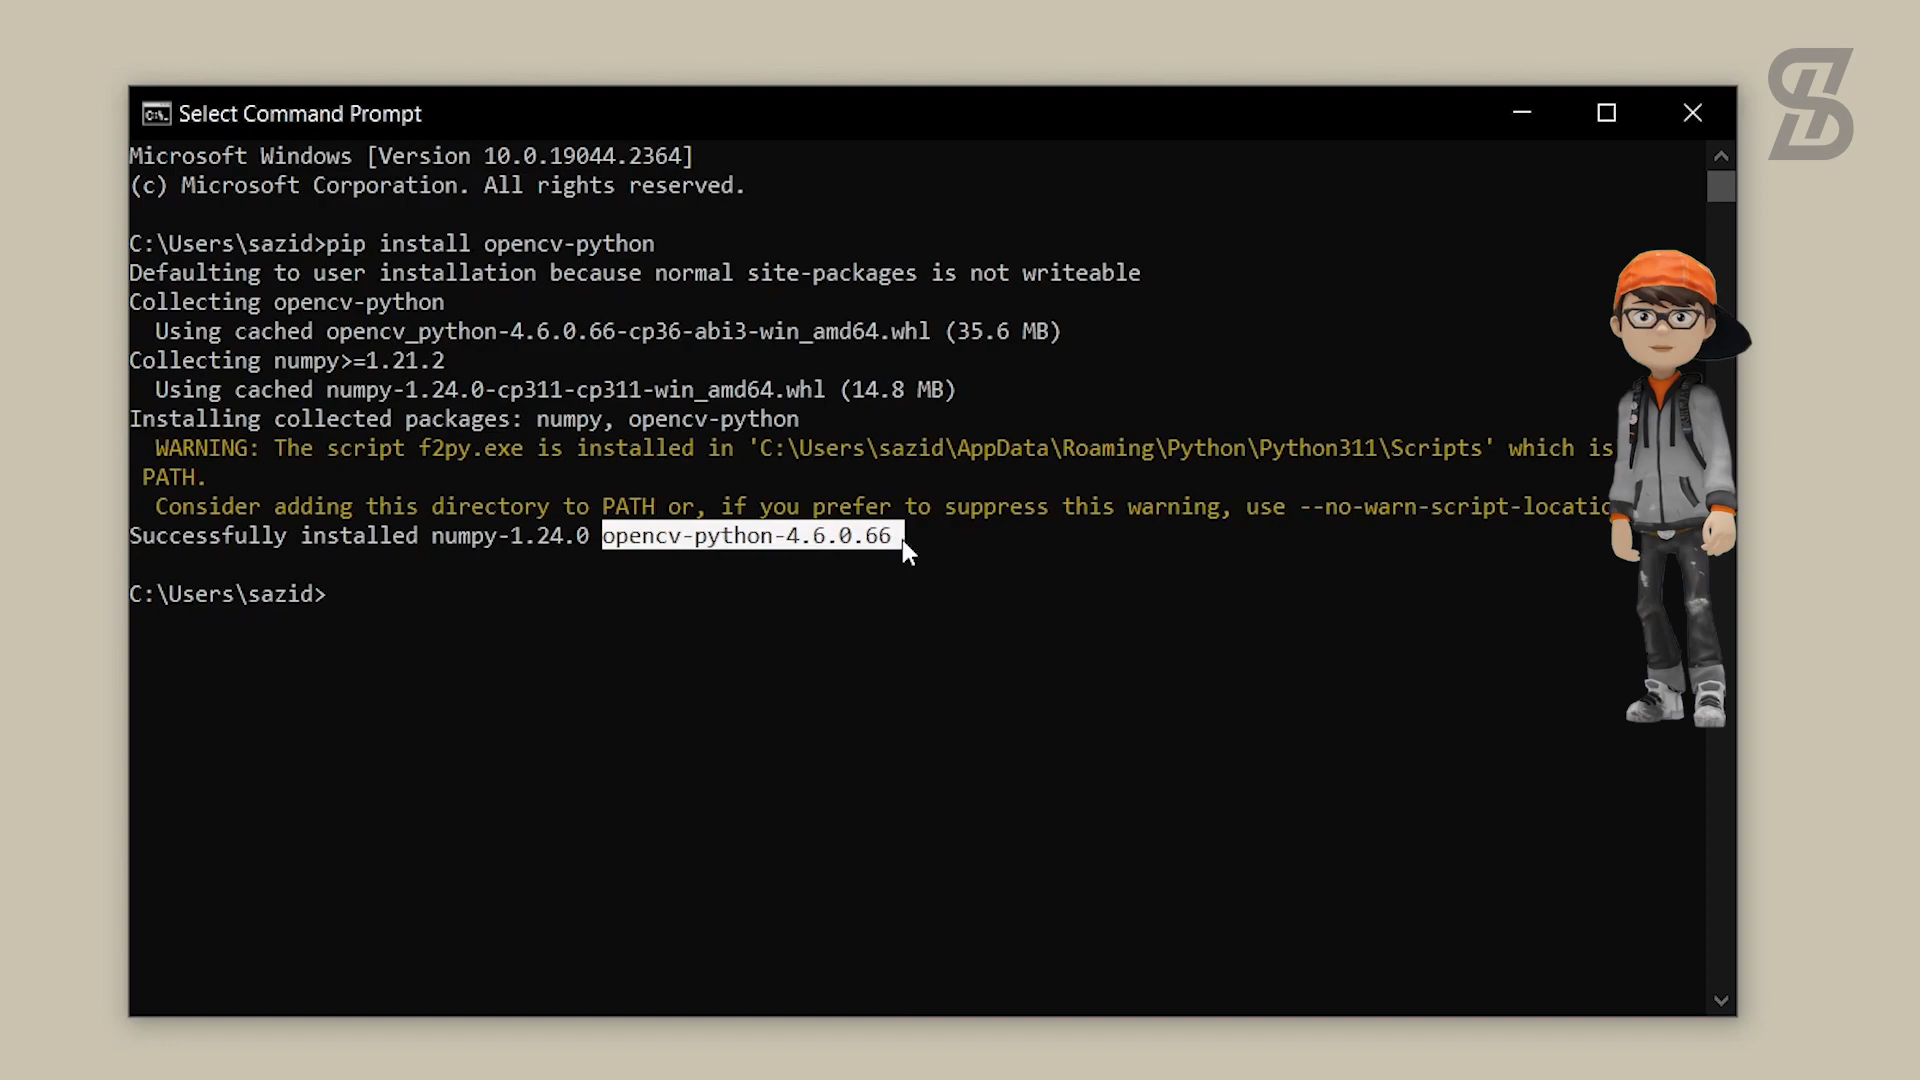 Select Command Prompt
Microsoft Windows [Version 10.0.19044.2364]
(c) Microsoft Corporation. All rights reserved.
C:\Users\sazid>pip install opencv-python
Defaulting to user installation because normal site-packages is not writeable
Collecting opencv-python
Using cached opencv_python-4.6.0.66-cp36-abi3-win_amd64.whl (35.6 MB)
Collecting numpy>=1.21.2
Using cached numpy-1.24.0-cp311-cp311-win_amd64.whl (14.8 MB)
Installing collected packages: numpy, opencv-python
WARNING: The script f2py.exe is installed in 'C:\Users\sazid\AppData\Roaming\Python\Python311\Scripts' which is
PATH.
Consider adding this directory to PATH or, if you prefer to suppress this warning, use --no-warn-script-locatio
Successfully installed numpy-1.24.0 opencv-python-4.6.0.66
C:\Users\sazid>